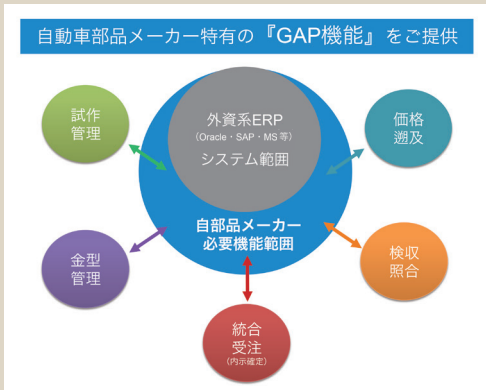 自動車部品メーカー特有の『GAP機能』をご提供
試作
管理
外資系ERP
（Oracle・SAP・MS等）
システム範囲
価格
遡及
自部品メーカー
必要機能範囲
金型
管理
検収
照合
統合
受注
（内示確定）